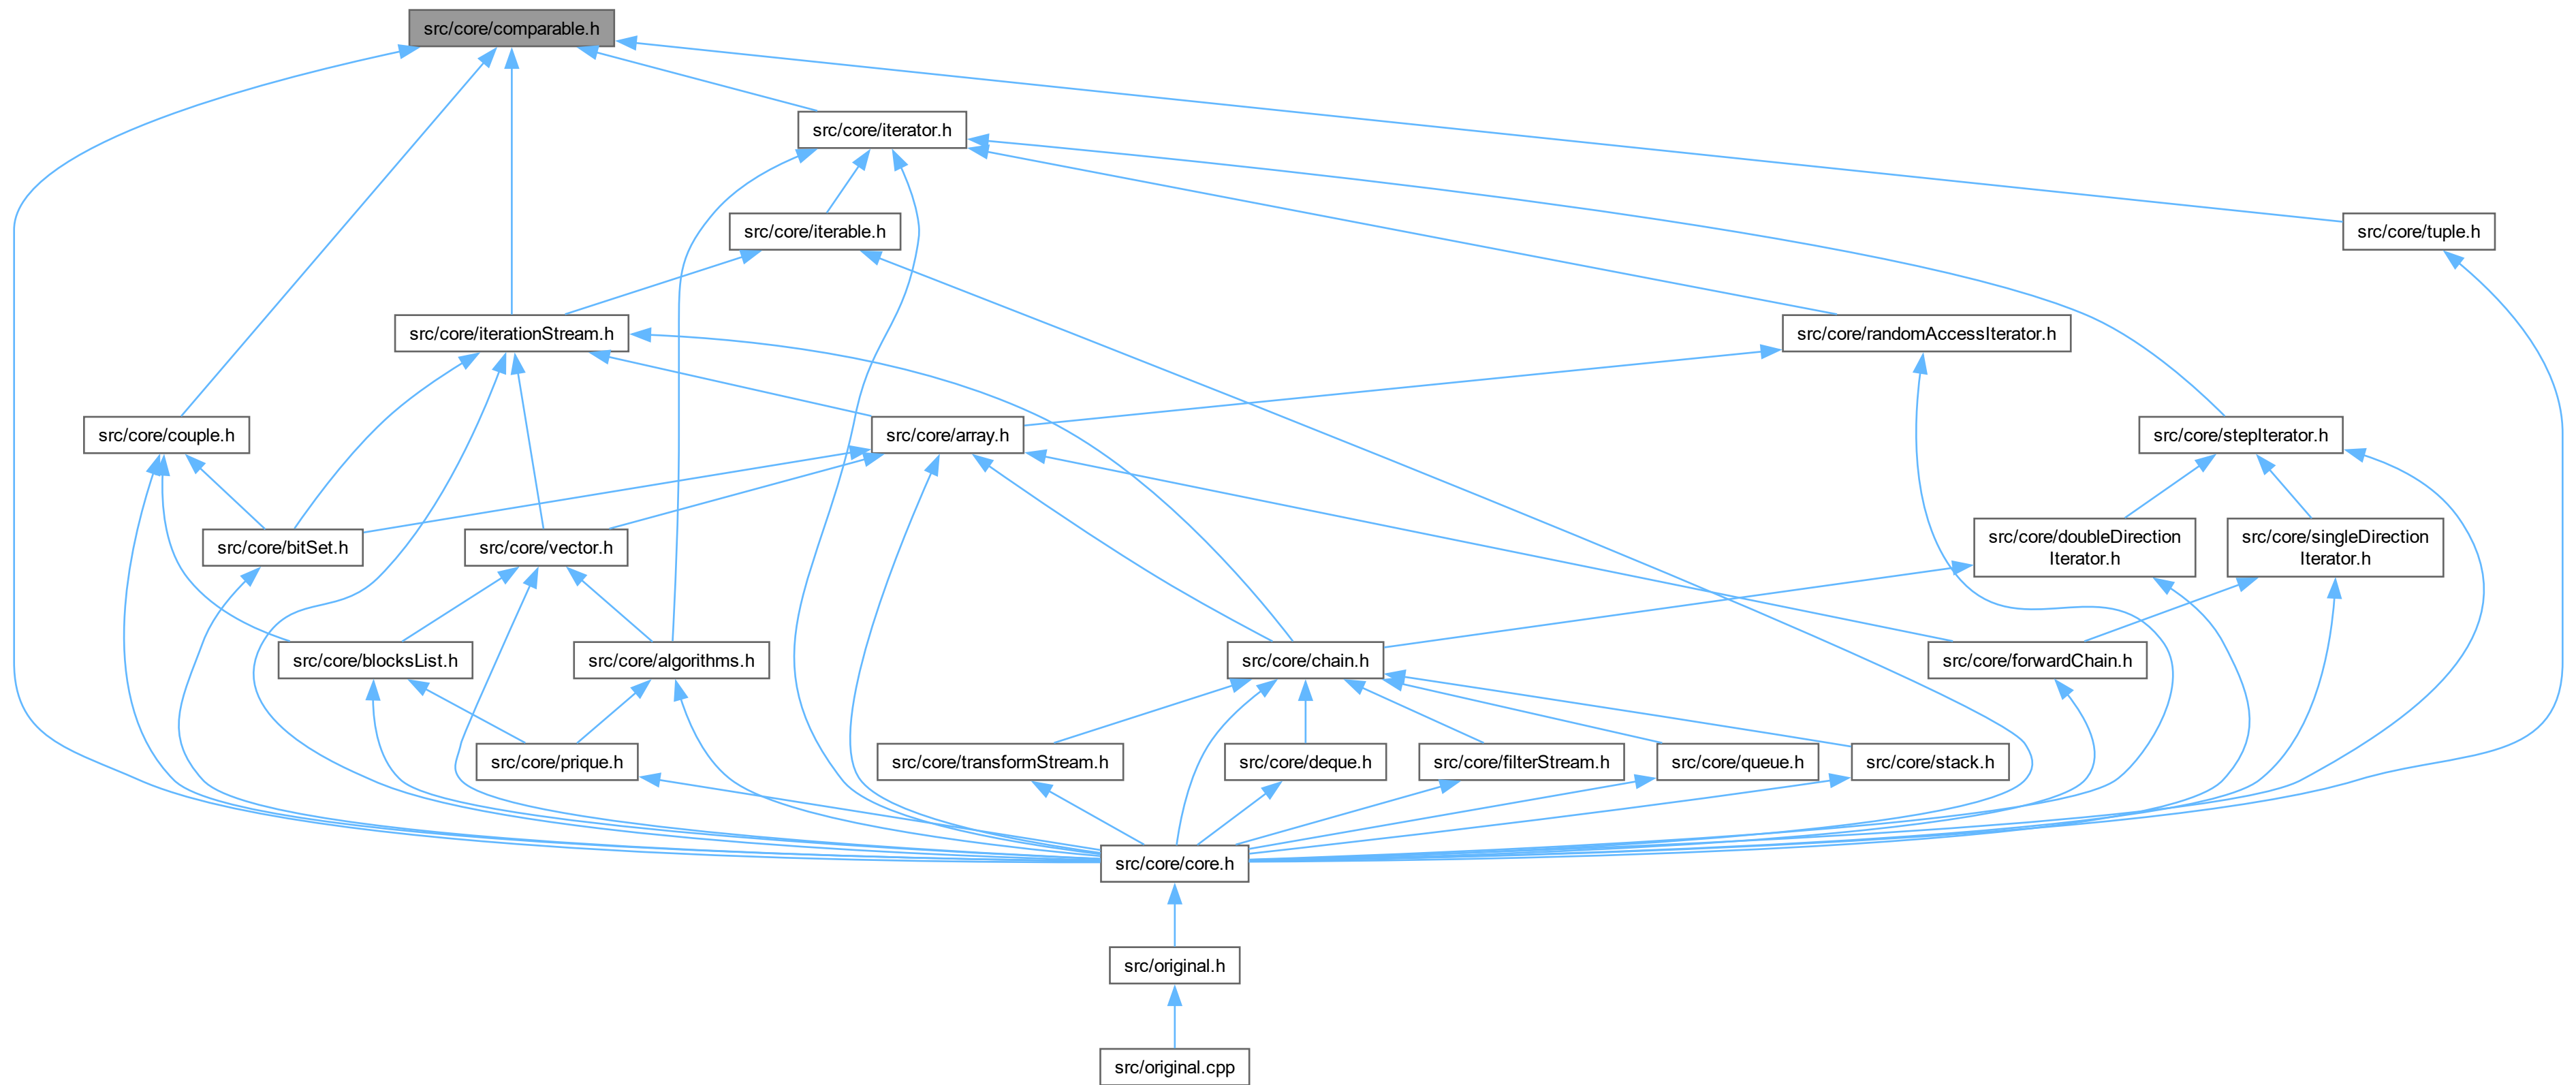 src/core/comparable.h
src/core/iterator.h
src/core/iterable.h
src/core/tuple.h
src/core/iterationStream.h
src/core/randomAccessIterator.h
src/core/couple.h
src/core/array.h
src/core/stepIterator.h
src/core/bitSet.h
src/core/vector.h
src/core/doubleDirection
Iterator.h
src/core/singleDirection
Iterator.h
src/core/blocksList.h
src/core/algorithms.h
src/core/chain.h
src/core/forwardChain.h
src/core/prique.h
src/core/transformStream.h
src/core/deque.h
src/core/filterStream.h
src/core/queue.h
src/core/stack.h
src/core/core.h
src/original.h
src/original.cpp